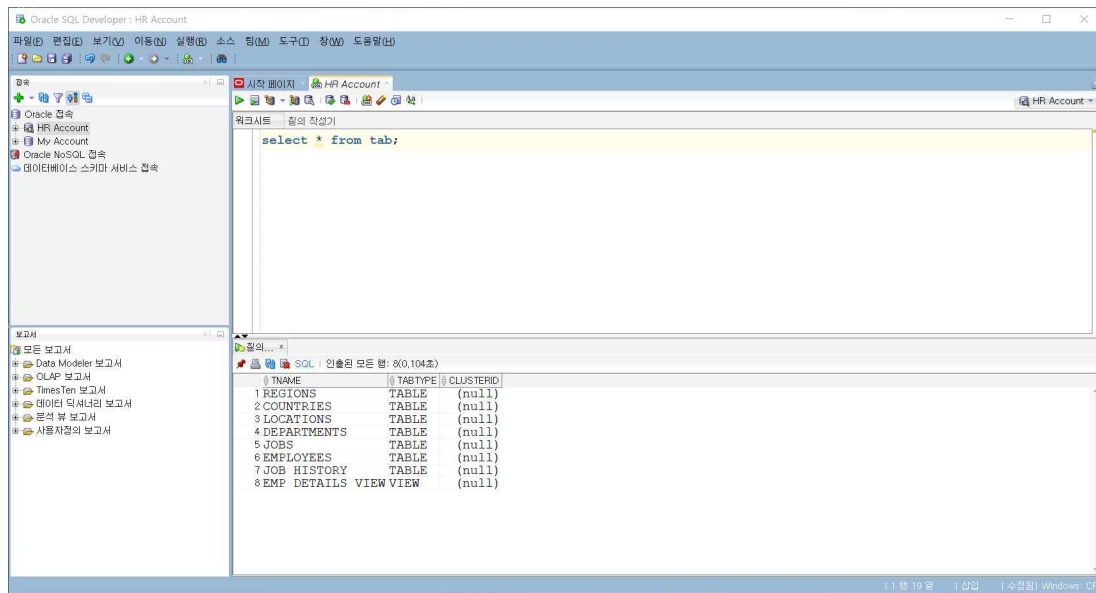 Oracle SQL Developer : HR Account
파일(F) 편집(E) 보기(V) 이동(N) 실행(R) 소스 팀(M) 도구(T) 창(W) 도움말(H)
접속
Oracle 접속
HR Account
My Account
Oracle NoSQL 접속
데이터베이스 스키마 서비스 접속
시작 페이지
HR Account
HR Account
워크시트 질의 작성기
select * from tab;
보고서
모든 보고서
Data Modeler 보고서
OLAP 보고서
TimesTen 보고서
데이터 딕셔너리 보고서
분석 뷰 보고서
사용자정의 보고서
질의...
SQL | 인출된 모든 행: 8(0,104초)
TNAME TABTYPE CLUSTERID
1 REGIONS TABLE (null)
2 COUNTRIES TABLE (null)
3 LOCATIONS TABLE (null)
4 DEPARTMENTS TABLE (null)
5 JOBS TABLE (null)
6 EMPLOYEES TABLE (null)
7 JOB HISTORY TABLE (null)
8 EMP DETAILS VIEW VIEW (null)
| 1 행 19 열 | 삽입 | 수정됨 | Windows: CR